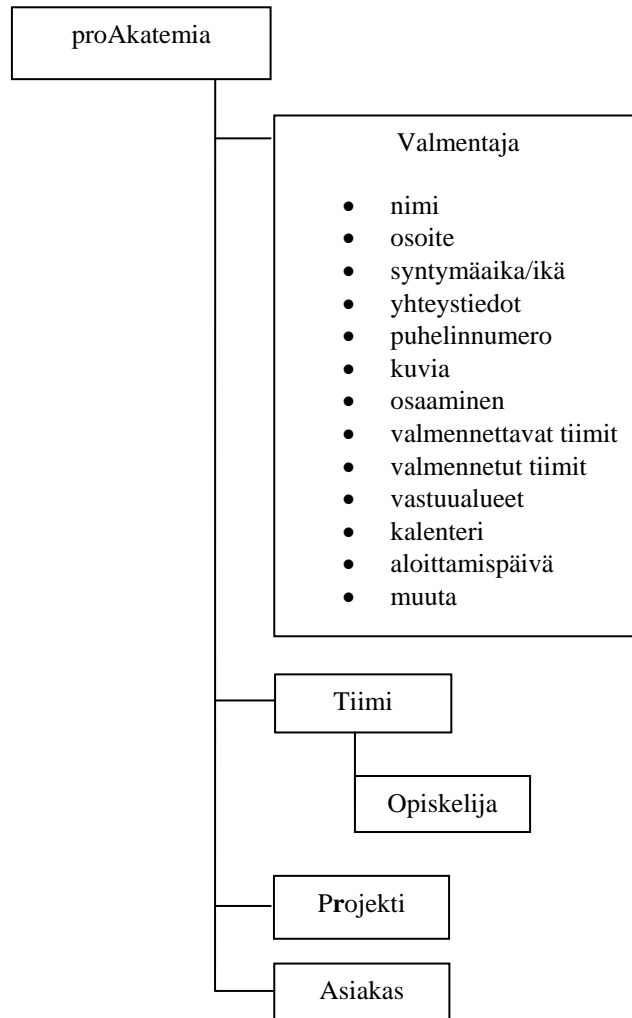 proAkatemia
Valmentaja
• nimi
• osoite
• syntymäaika/ikä
• yhteystiedot
• puhelinnumero
• kuvia
• osaaminen
• valmennettavat tiimit
• valmennetut tiimit
• vastuualueet
• kalenteri
• aloittamispäivä
• muuta
Tiimi
Opiskelija
Projekti
Asiakas